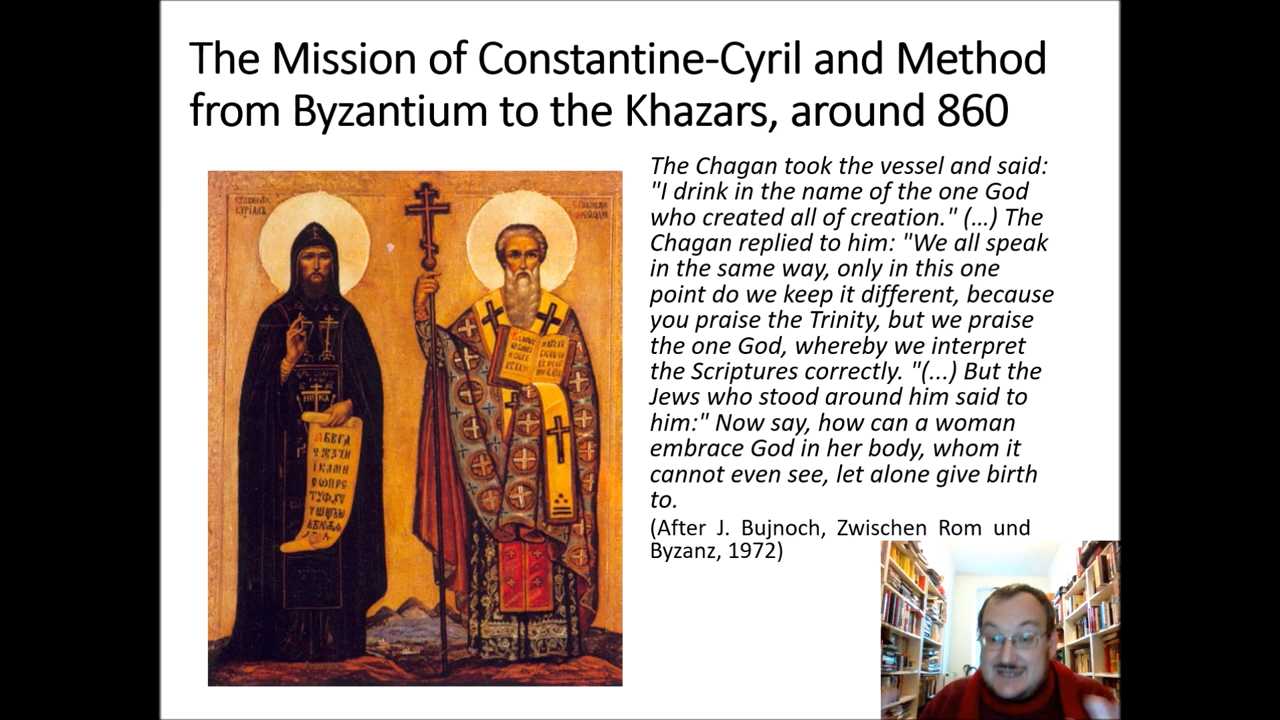 The Mission of Constantine-Cyril and Method
from Byzantium to the Khazars, around 860
The Chagan took the vessel and said:
"I drink in the name of the one God
who created all of creation." (...) The
Chagan replied to him: "We all speak
in the same way, only in this one
point do we keep it different, because
you praise the Trinity, but we praise
the one God, whereby we interpret
the Scriptures correctly. "(...) But the
Jews who stood around him said to
him:" Now say, how can a woman
embrace God in her body, whom it
cannot even see, let alone give birth
to.
(After J. Bujnoch, Zwischen Rom und
Byzanz, 1972)